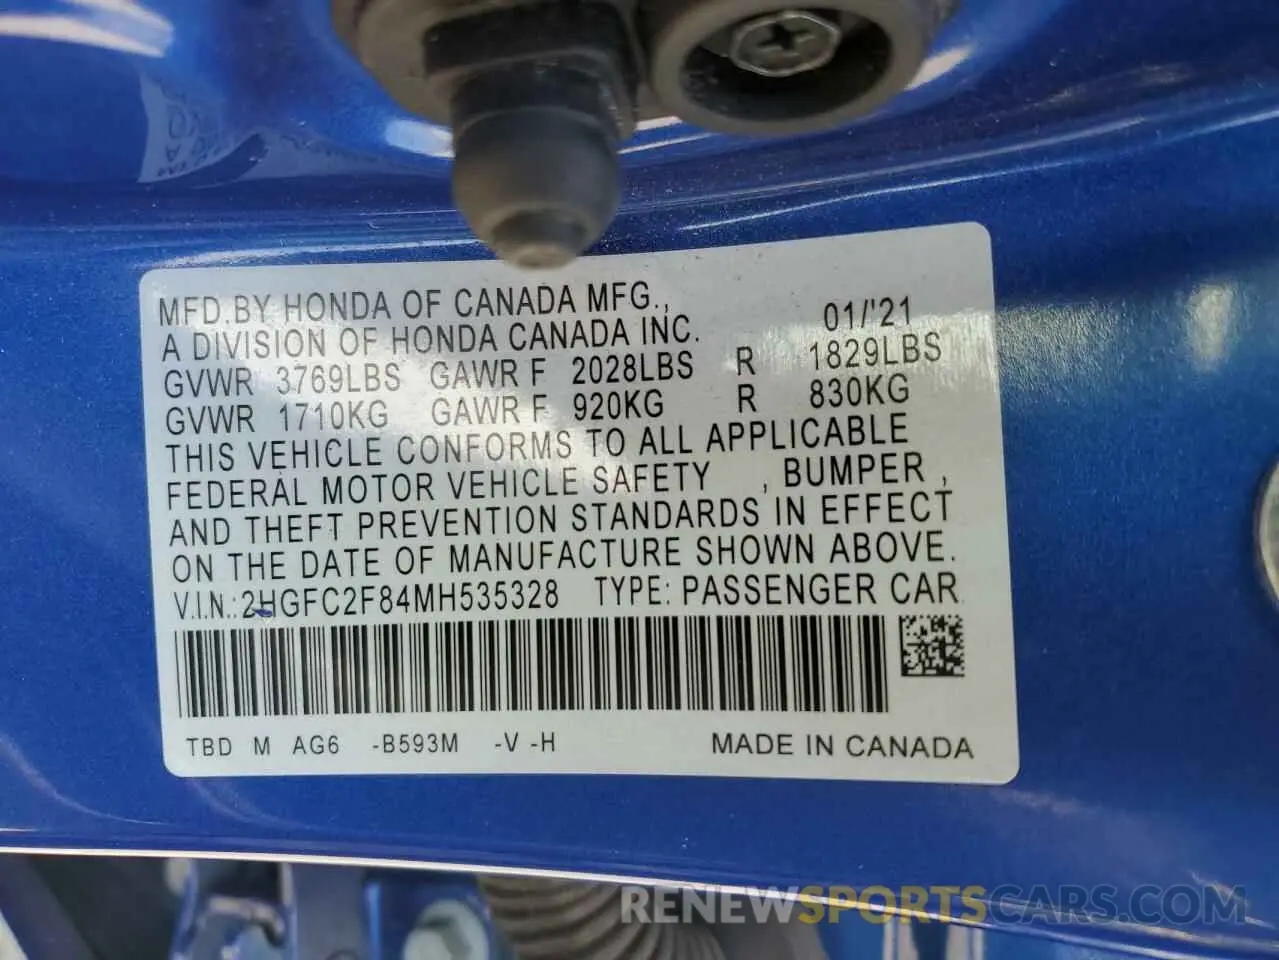 MFD.BY HONDA OF CANADA MFG.,
A DIVISION OF HONDA CANADA INC. 01/'21
GVWR 3769LBS GAWR F 2028LBS R 1829LBS
GVWR 1710KG GAWR F 920KG R 830KG
THIS VEHICLE CONFORMS TO ALL APPLICABLE
FEDERAL MOTOR VEHICLE SAFETY , BUMPER ,
AND THEFT PREVENTION STANDARDS IN EFFECT
ON THE DATE OF MANUFACTURE SHOWN ABOVE.
V.I.N.:2HGFC2F84MH535328 TYPE: PASSENGER CAR
TBD M AG6 -B593M -V -H MADE IN CANADA
RENEWSPORTSCARS.COM